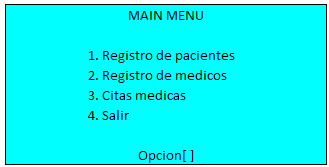 MAIN MENU
1. Registro de pacientes
2. Registro de medicos
3. Citas medicas
4. Salir
Opcion[ ]